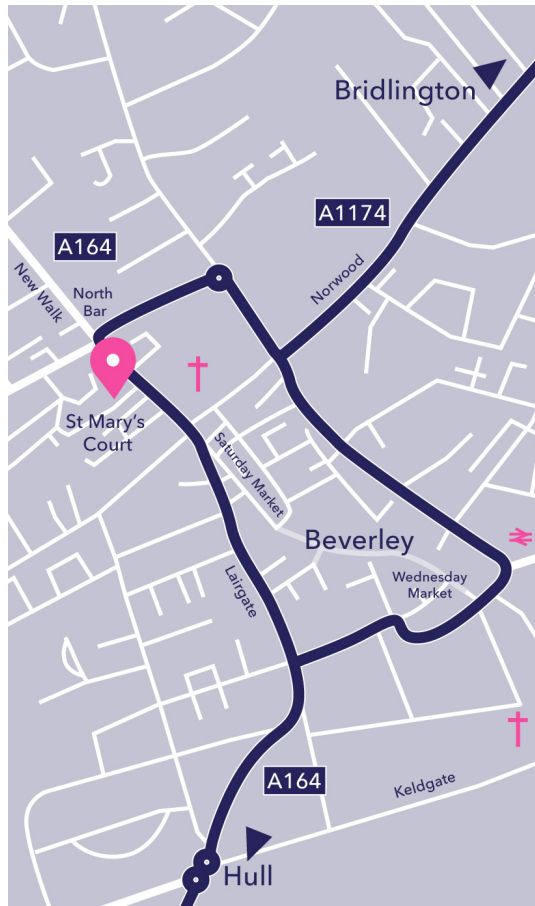 Bridlington
A1174
A164
New Walk
North
Bar
Norwood
St Mary's
Court
Saturday Market
Beverley
Wednesday
Market
Lairgate
A164
Keldgate
Hull